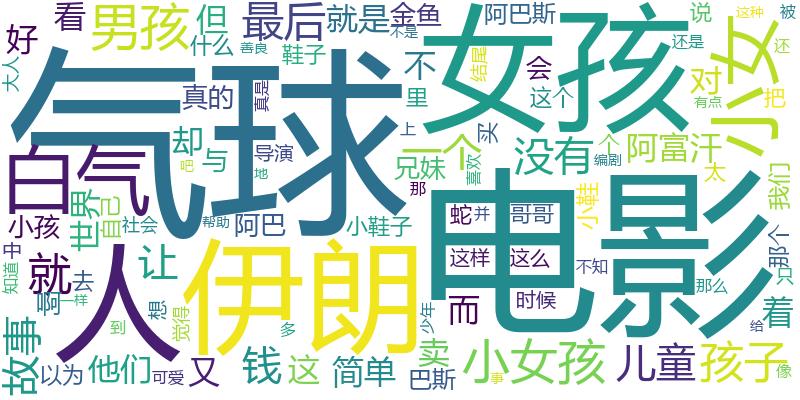 看
男孩
但
最后
就是
金鱼
阿巴斯
女孩
小女
说
这种
被
好
什么
善良
鞋子
不是
结尾
还是
还
大人
气球
真的
真是
不
里
会
这个
对
有点
把
白气
却
与
导演
上
一个
买
没有
个
阿富汗
太
巴
地
兄妹
喜欢
编剧
那
我们
小孩
世界
自己
社会
帮助
阿巴
小鞋子
电影
蛇
并
哥哥
小鞋
那个
中
就
去
让
伊朗
人
这样
这么
不知
只
知道
啊
一样
想
而
时候
那么
着
故事
到
觉得
多
少年
给
以为
他们
可爱
又
钱
这
简单
卖
巴斯
小女孩
事
儿童
孩子
像